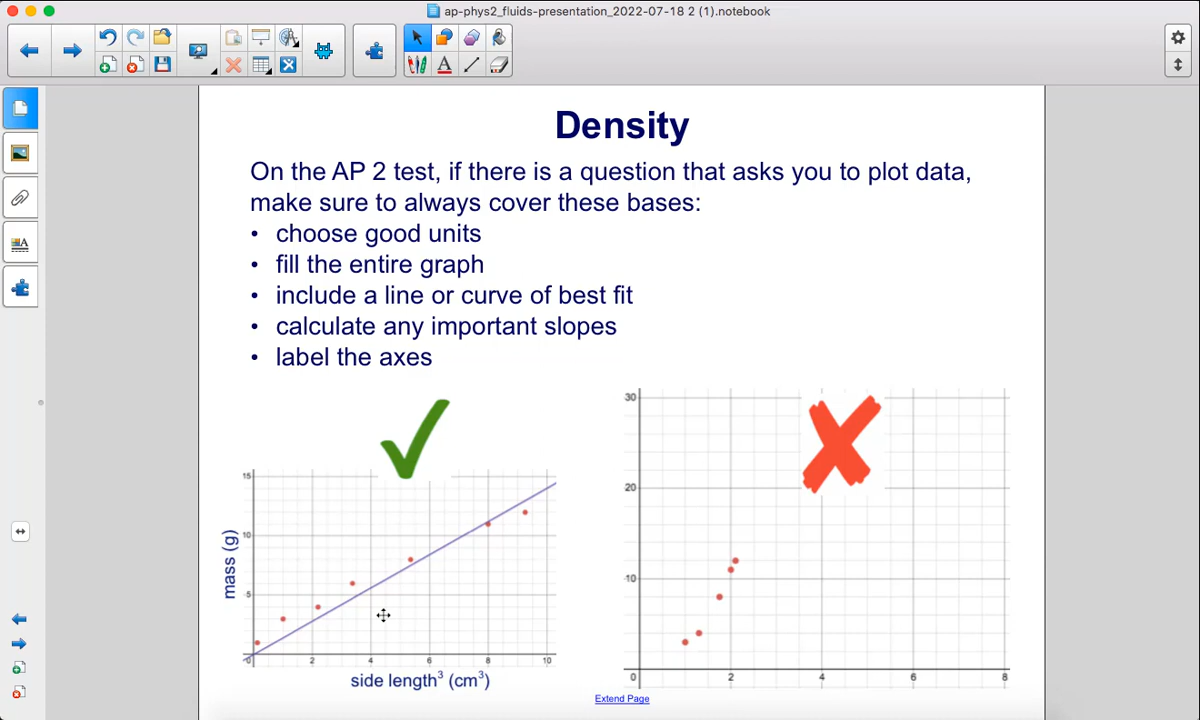 ap-phys2_fluids-presentation_2022-07-18 2 (1).notebook
Density
On the AP 2 test, if there is a question that asks you to plot data,
make sure to always cover these bases:
• choose good units
• fill the entire graph
• include a line or curve of best fit
• calculate any important slopes
• label the axes
15
10
5
0
2
4
6
8
10
mass (g)
side length³ (cm³)
30
20
10
0
2
4
6
8
Extend Page